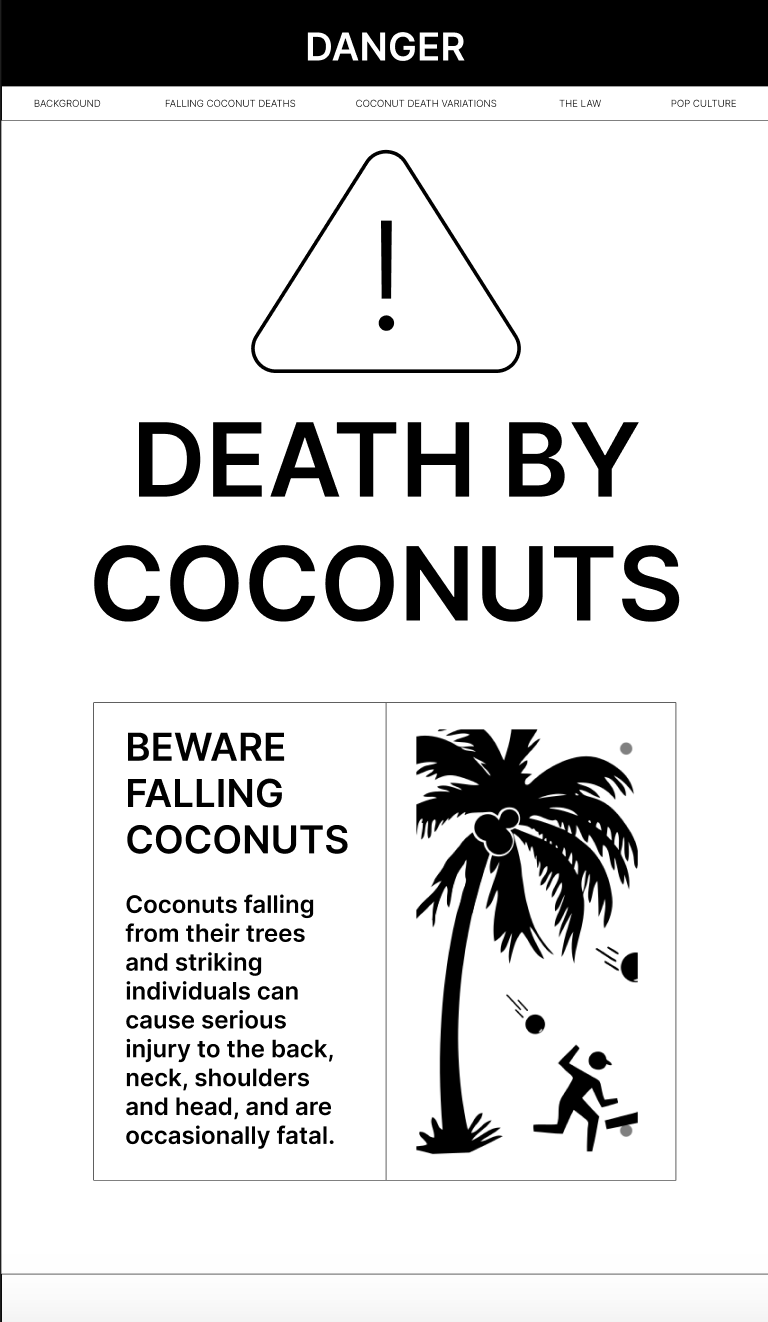 DANGER
BACKGROUND
FALLING COCONUT DEATHS
COCONUT DEATH VARIATIONS
THE LAW
POP CULTURE
!
DEATH BY
COCONUTS
BEWARE
FALLING
COCONUTS
Coconuts falling
from their trees
and striking
individuals can
cause serious
injury to the back,
neck, shoulders
and head, and are
occasionally fatal.